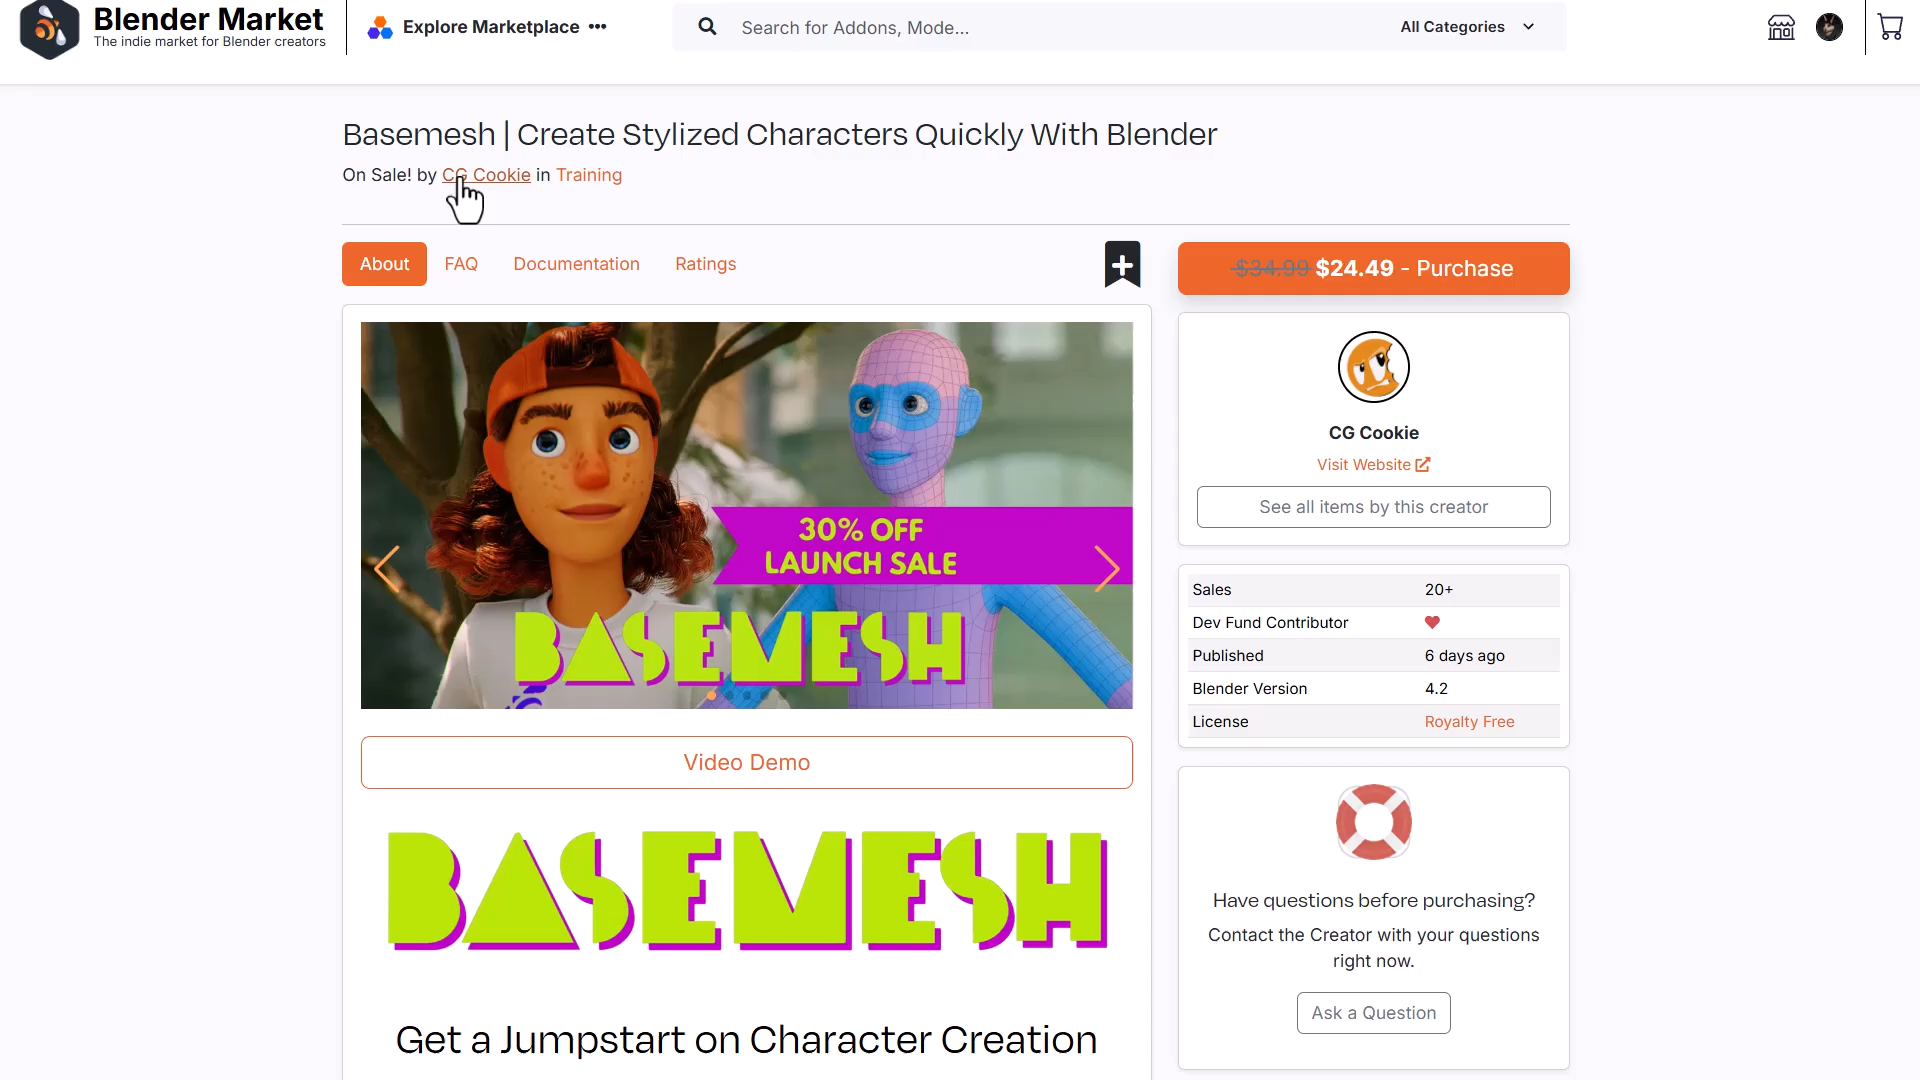 Blender Market
The indie market for Blender creators
Explore Marketplace •••
Search for Addons, Mode...
All Categories
Basemesh | Create Stylized Characters Quickly With Blender
On Sale! by CG Cookie in Training
About
FAQ
Documentation
Ratings
$34.99 $24.49 - Purchase
30% OFF
LAUNCH SALE
BASEMESH
CG Cookie
Visit Website
See all items by this creator
Sales 20+
Dev Fund Contributor
Published 6 days ago
Blender Version 4.2
License Royalty Free
Video Demo
BASEMESH
Get a Jumpstart on Character Creation
Have questions before purchasing?
Contact the Creator with your questions
right now.
Ask a Question